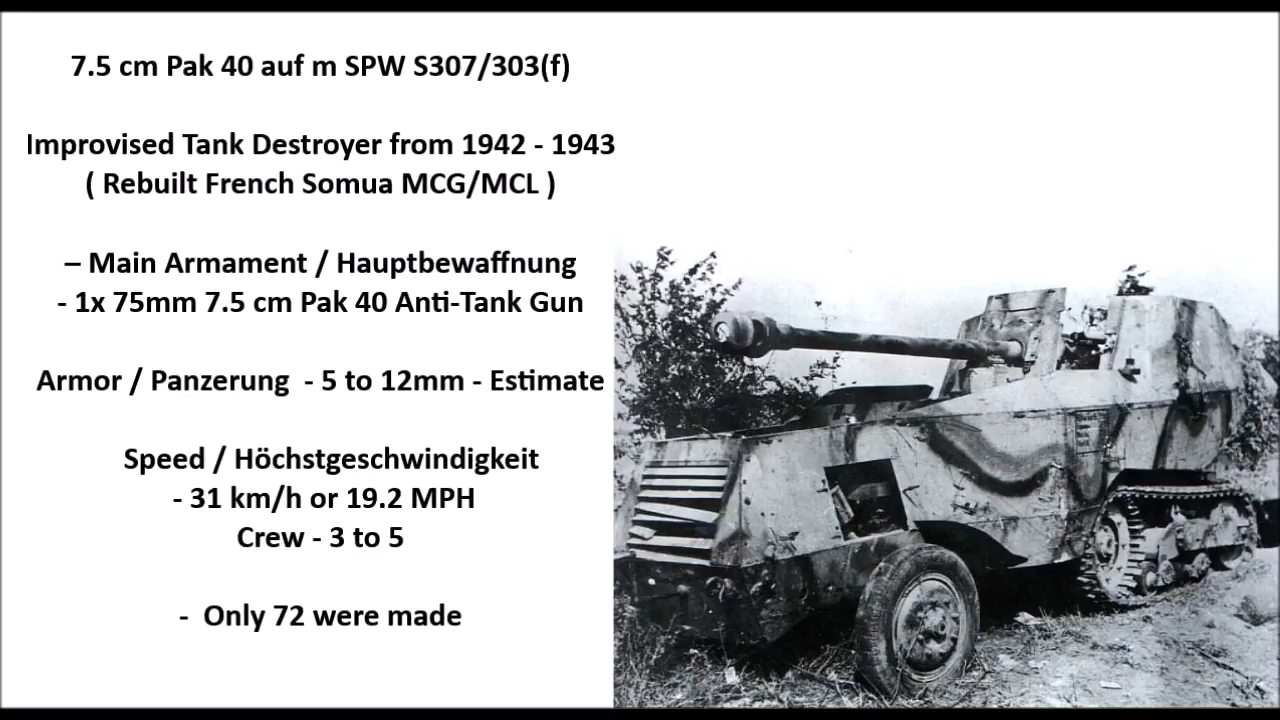 7.5 cm Pak 40 auf m SPW S307/303(f)
Improvised Tank Destroyer from 1942 - 1943
( Rebuilt French Somua MCG/MCL )
– Main Armament / Hauptbewaffnung
- 1x 75mm 7.5 cm Pak 40 Anti-Tank Gun
Armor / Panzerung - 5 to 12mm - Estimate
Speed / Höchstgeschwindigkeit
- 31 km/h or 19.2 MPH
Crew - 3 to 5
- Only 72 were made